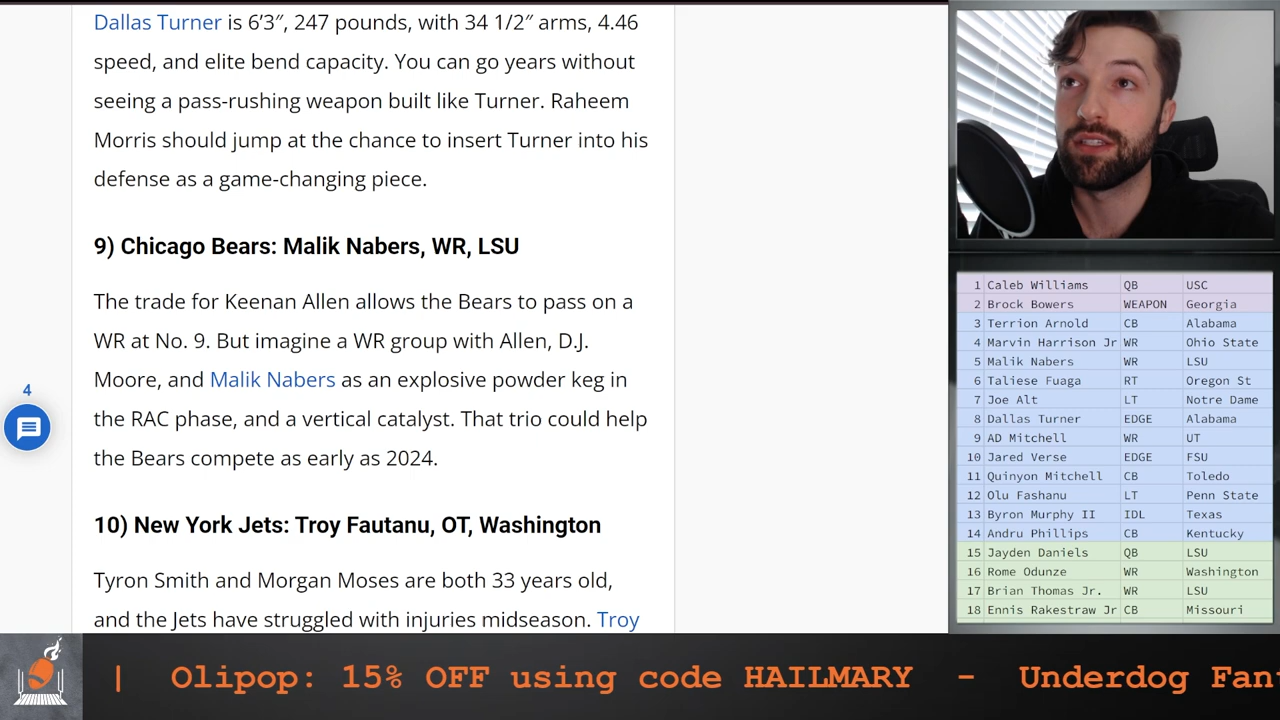 Dallas Turner is 6’3″, 247 pounds, with 34 1/2″ arms, 4.46
speed, and elite bend capacity. You can go years without
seeing a pass-rushing weapon built like Turner. Raheem
Morris should jump at the chance to insert Turner into his
defense as a game-changing piece.
9) Chicago Bears: Malik Nabers, WR, LSU
The trade for Keenan Allen allows the Bears to pass on a
WR at No. 9. But imagine a WR group with Allen, D.J.
Moore, and Malik Nabers as an explosive powder keg in
the RAC phase, and a vertical catalyst. That trio could help
the Bears compete as early as 2024.
10) New York Jets: Troy Fautanu, OT, Washington
Tyron Smith and Morgan Moses are both 33 years old,
and the Jets have struggled with injuries midseason. Troy
4
1 Caleb Williams QB USC
2 Brock Bowers WEAPON Georgia
3 Terrion Arnold CB Alabama
4 Marvin Harrison Jr WR Ohio State
5 Malik Nabers WR LSU
6 Taliese Fuaga RT Oregon St
7 Joe Alt LT Notre Dame
8 Dallas Turner EDGE Alabama
9 AD Mitchell WR UT
10 Jared Verse EDGE FSU
11 Quinyon Mitchell CB Toledo
12 Olu Fashanu LT Penn State
13 Byron Murphy II IDL Texas
14 Andru Phillips CB Kentucky
15 Jayden Daniels QB LSU
16 Rome Odunze WR Washington
17 Brian Thomas Jr. WR LSU
18 Ennis Rakestraw Jr CB Missouri
| Olipop: 15% OFF using code HAILMARY - Underdog Fan